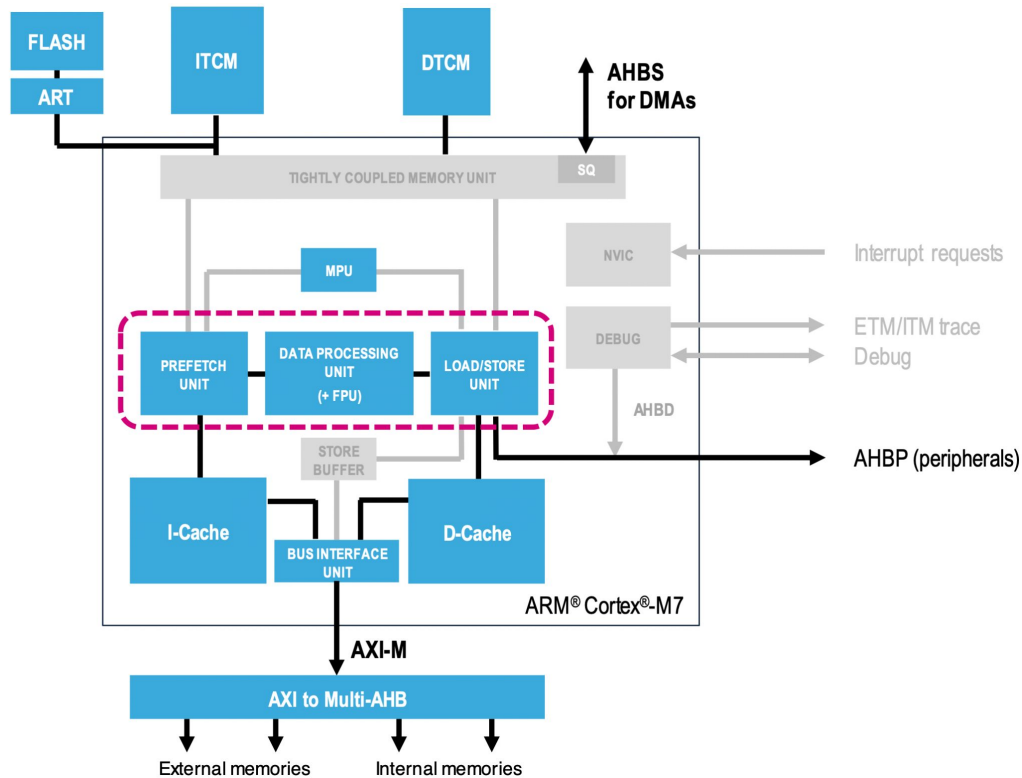 FLASH
ART
ITCM
DTCM
AHBS
for DMAs
SQ
TIGHTLY COUPLED MEMORY UNIT
NVIC
Interrupt requests
MPU
DEBUG
ETM/ITM trace
Debug
PREFETCH
UNIT
DATA PROCESSING
UNIT
(+ FPU)
LOAD/STORE
UNIT
AHBD
STORE
BUFFER
AHBP (peripherals)
I-Cache
D-Cache
BUS INTERFACE
UNIT
ARM® Cortex®-M7
AXI-M
AXI to Multi-AHB
External memories
Internal memories